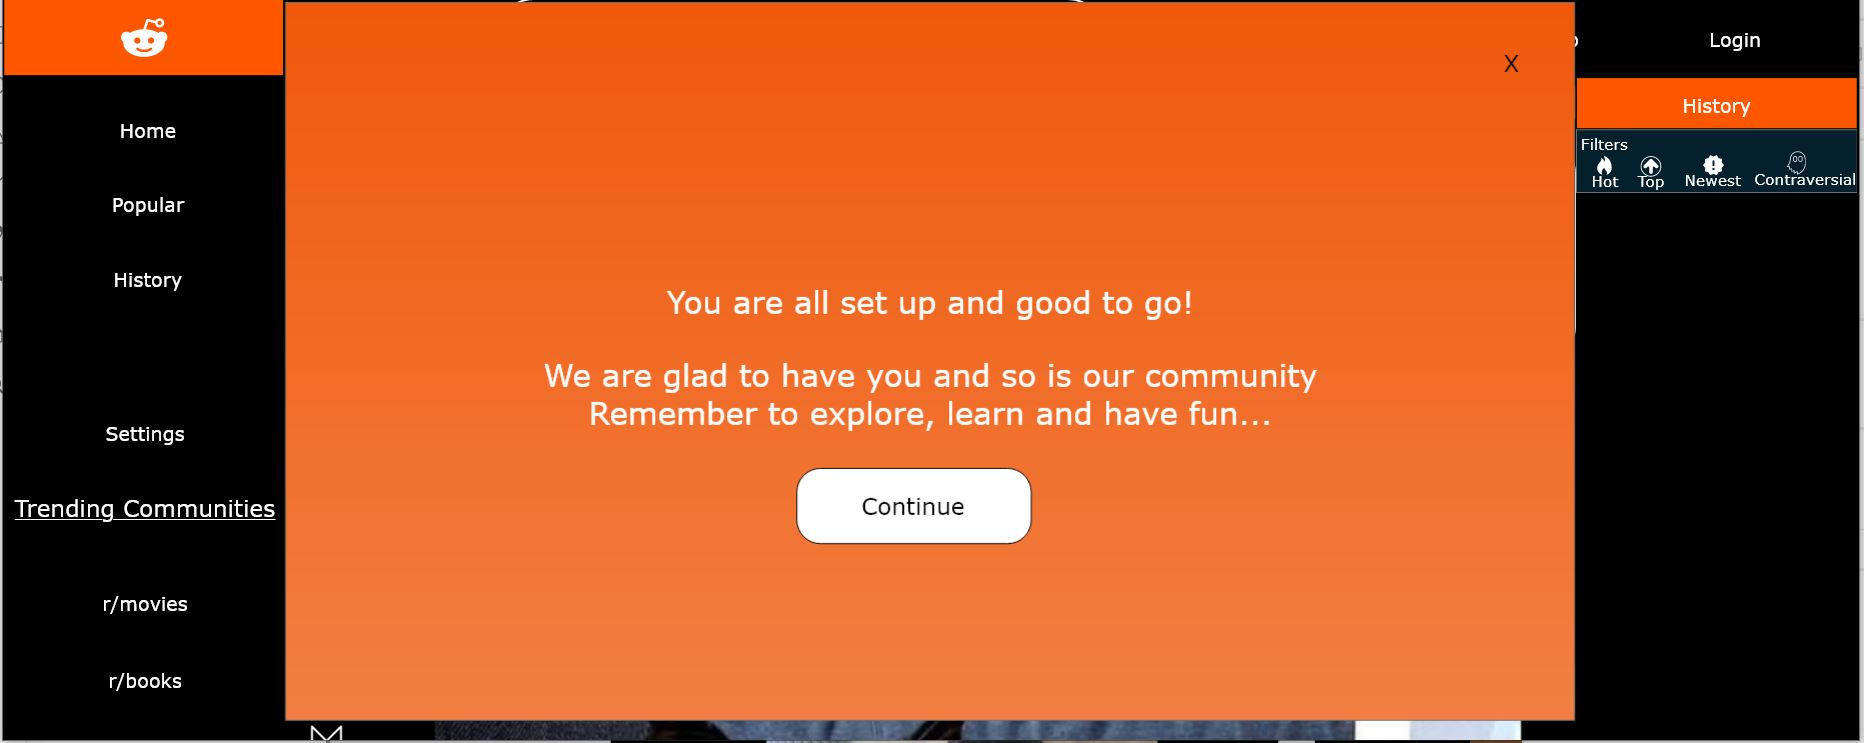 Home
Popular
History
Settings
Trending Communities
r/movies
r/books
X
You are all set up and good to go!
We are glad to have you and so is our community
Remember to explore, learn and have fun...
Continue
Login
History
Filters
Hot
Top
Newest
Contraversial